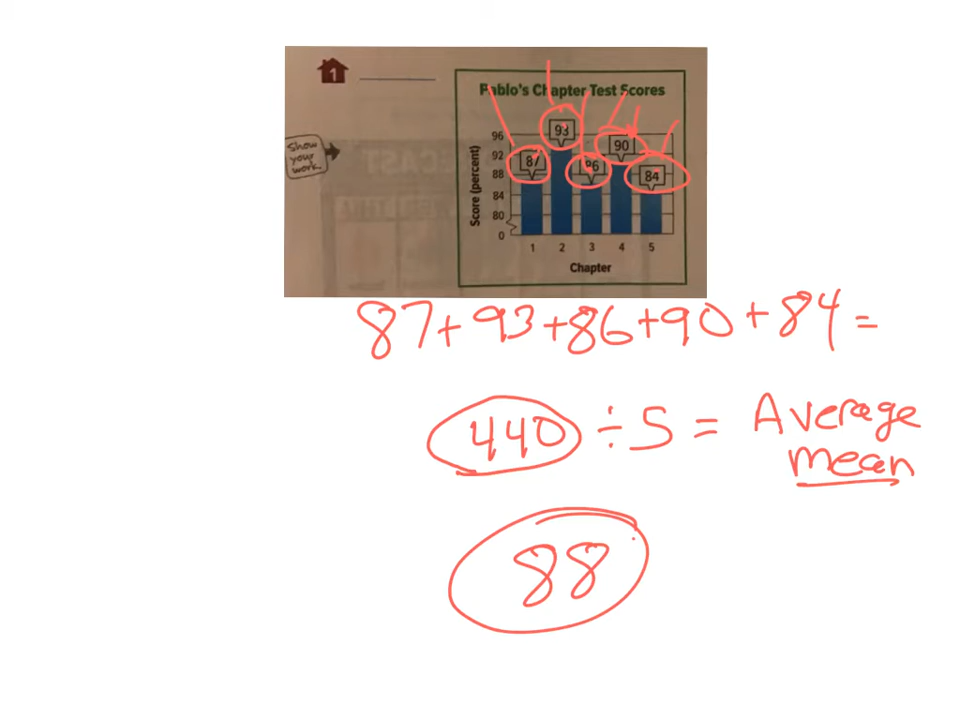 1
Pablo's Chapter Test Scores
Show your work.
Score (percent)
96
92
88
84
80
0
87
93
86
90
84
1 2 3 4 5
Chapter
87+93+86+90+84=
440 ÷ 5 = Average
mean
88